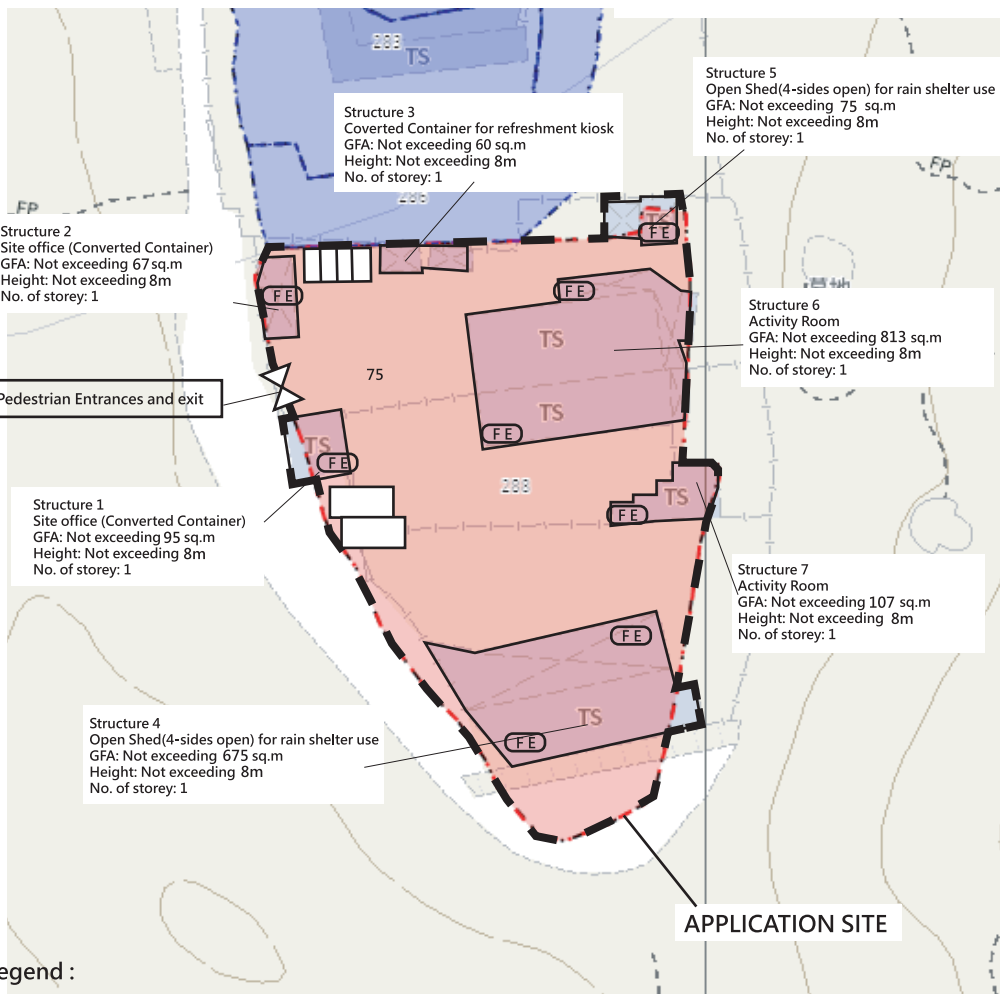 283
TS
Structure 5
Open Shed(4-sides open) for rain shelter use
GFA: Not exceeding 75 sq.m
Height: Not exceeding 8m
No. of storey: 1
Structure 3
Coverted Container for refreshment kiosk
GFA: Not exceeding 60 sq.m
Height: Not exceeding 8m
No. of storey: 1
FP
FP
Structure 2
Site office (Converted Container)
GFA: Not exceeding 67sq.m
Height: Not exceeding 8m
No. of storey: 1
TS
FE
FE
FE
Structure 6
Activity Room
GFA: Not exceeding 813 sq.m
Height: Not exceeding 8m
No. of storey: 1
TS
75
Pedestrian Entrances and exit
TS
FE
TS
FE
288
TS
FE
Structure 1
Site office (Converted Container)
GFA: Not exceeding 95 sq.m
Height: Not exceeding 8m
No. of storey: 1
Structure 7
Activity Room
GFA: Not exceeding 107 sq.m
Height: Not exceeding 8m
No. of storey: 1
FE
TS
FE
Structure 4
Open Shed(4-sides open) for rain shelter use
GFA: Not exceeding 675 sq.m
Height: Not exceeding 8m
No. of storey: 1
APPLICATION SITE
egend :